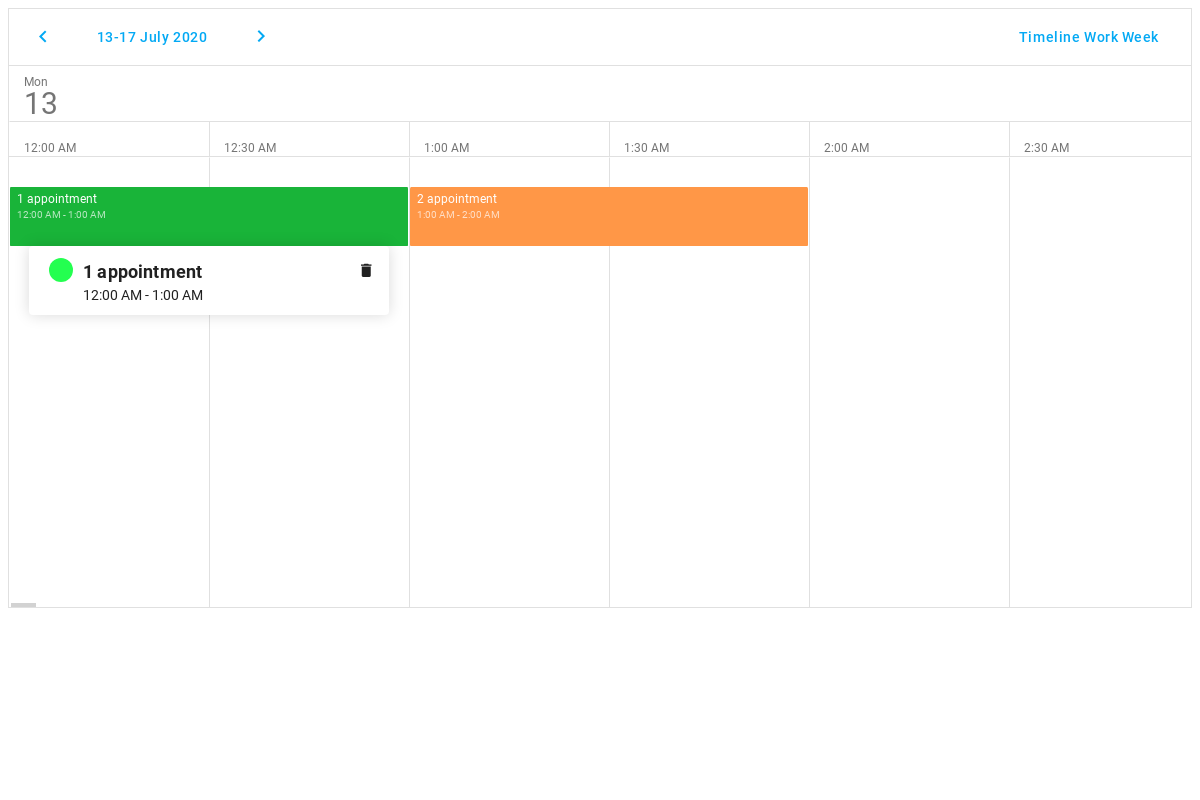 13-17 July 2020
Timeline Work Week
Mon
13
12:00 AM
12:30 AM
1:00 AM
1:30 AM
2:00 AM
2:30 AM
1 appointment
12:00 AM - 1:00 AM
2 appointment
1:00 AM - 2:00 AM
1 appointment
12:00 AM - 1:00 AM